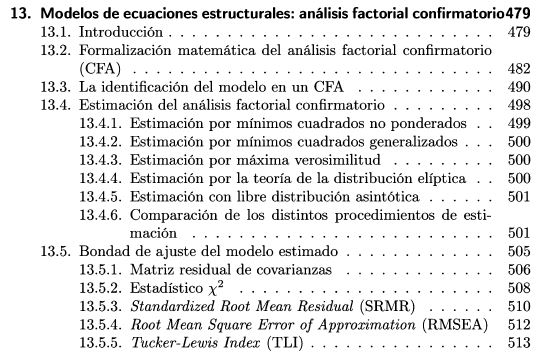 13. Modelos de ecuaciones estructurales: análisis factorial confirmatorio479
13.1. Introducción . . . . . . . . . . . . . . . . . . . . . . . . . . . . 479
13.2. Formalización matemática del análisis factorial confirmatorio
(CFA) . . . . . . . . . . . . . . . . . . . . . . . . . . . . . . 482
13.3. La identificación del modelo en un CFA . . . . . . . . . . . . 490
13.4. Estimación del análisis factorial confirmatorio . . . . . . . . . 498
13.4.1. Estimación por mínimos cuadrados no ponderados . . 499
13.4.2. Estimación por mínimos cuadrados generalizados . . . 500
13.4.3. Estimación por máxima verosimilitud . . . . . . . . . 500
13.4.4. Estimación por la teoría de la distribución elíptica . . 500
13.4.5. Estimación con libre distribución asintótica . . . . . . 501
13.4.6. Comparación de los distintos procedimientos de esti-
mación . . . . . . . . . . . . . . . . . . . . . . . . . . 501
13.5. Bondad de ajuste del modelo estimado . . . . . . . . . . . . . 505
13.5.1. Matriz residual de covarianzas . . . . . . . . . . . . . 506
13.5.2. Estadístico χ² . . . . . . . . . . . . . . . . . . . . . . 508
13.5.3. Standardized Root Mean Residual (SRMR) . . . . . . 510
13.5.4. Root Mean Square Error of Approximation (RMSEA) 512
13.5.5. Tucker-Lewis Index (TLI) . . . . . . . . . . . . . . . . 513